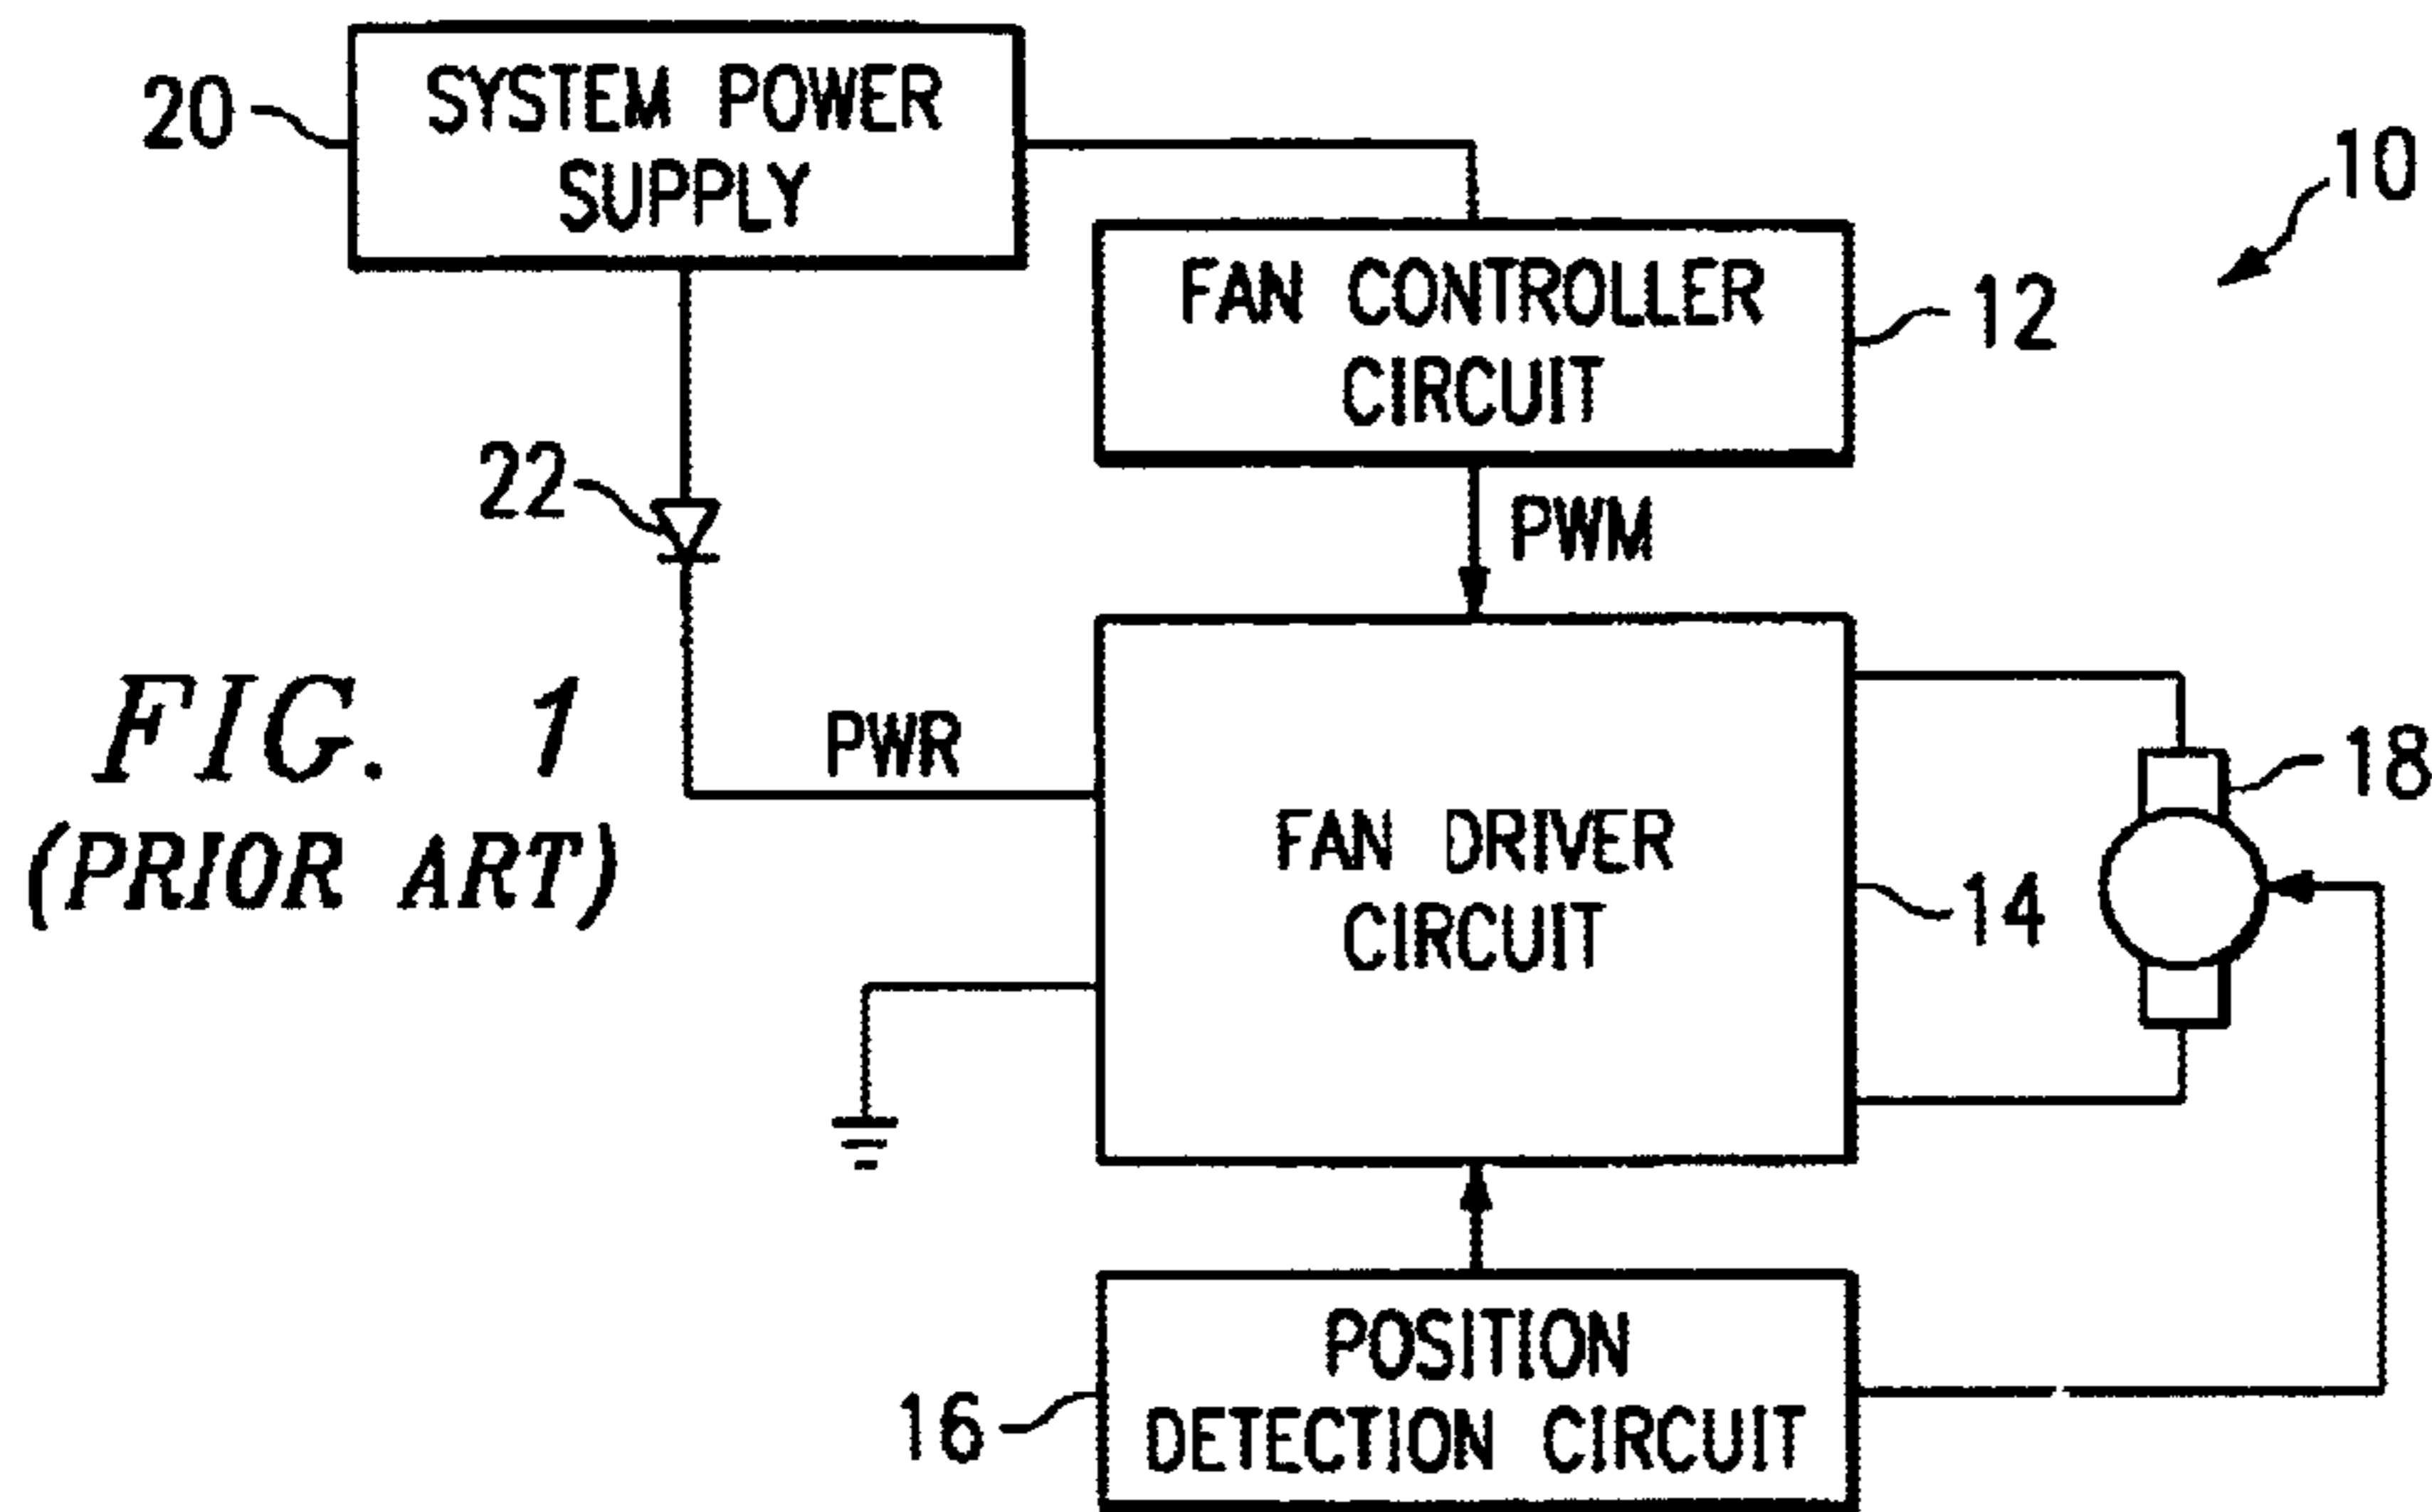 20
SYSTEM POWER
SUPPLY
10
FAN CONTROLLER
CIRCUIT
12
22
PWM
FIG. 1
(PRIOR ART)
PWR
18
FAN DRIVER
CIRCUIT
14
POSITION
DETECTION CIRCUIT
16